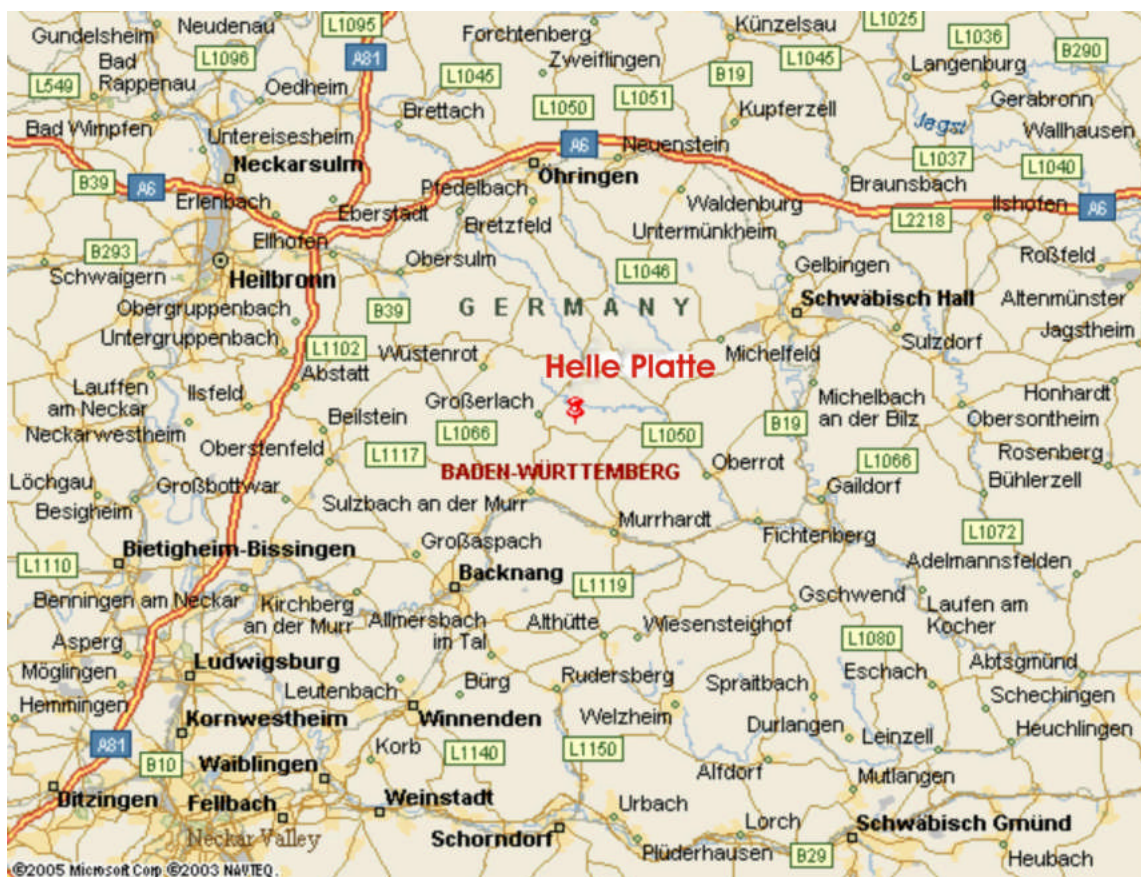 Neudenau
L1095
Künzelsau
L1025
Gundelsheim
Forchtenberg
L1036
Bad
Rappenau
L1096
A81
Zweiflingen
L1045
B290
L549
L1045
B19
Langenburg
Oedheim
Brettach
L1050
L1051
Kupferzell
Gerabronn
Bad Wimpfen
Untereisesheim
Jagst
Wallhausen
A6
Neuenstein
Neckarsulm
L1037
L1040
B39
A6
Pfedelbach
Öhringen
Braunsbach
Erlenbach
Eberstadt
Bretzfeld
Waldenburg
Ilshofen
A6
Ellhofen
Untermünkheim
L2218
B293
Obersulm
Roßfeld
Schwaigern
Heilbronn
L1046
Gelbingen
Obergruppenbach
B39
GERMANY
Schwäbisch Hall
Altenmünster
Untergruppenbach
L1102
Wüstenrot
Michelfeld
Sulzdorf
Jagstheim
Helle Platte
Lauffen
am Neckar
Ilsfeld
Abstatt
Michelbach
an der Bilz
Honhardt
Beilstein
Großerlach
Neckarwestheim
Oberstenfeld
L1066
L1050
B19
Obersontheim
L1117
BADEN-WÜRTTEMBERG
Oberrot
L1066
Rosenberg
Löchgau
Großbottwar
Gaildorf
Bühlerzell
Besigheim
Sulzbach an der Murr
Murrhardt
Fichtenberg
L1072
Bietigheim-Bissingen
Großaspach
Adelmannsfelden
L1110
Backnang
L1119
Benningen am Neckar
Kirchberg
an der Murr
Gschwend
Laufen am
Kocher
Allmersbach
im Tal
Althütte
Wiesensteighof
Asperg
L1080
Ludwigsburg
Abtsgmünd
Möglingen
Leutenbach
Bürg
Rudersberg
Spraitbach
Eschach
Schechingen
Hemmingen
Kornwestheim
Winnenden
Welzheim
Durlangen
Heuchlingen
A81
Korb
L1140
L1150
Leinzell
B10
Waiblingen
Alfdorf
Mutlangen
Ditzingen
Fellbach
Weinstadt
Urbach
Neckar Valley
Schorndorf
Lorch
Schwäbisch Gmünd
Plüderhausen
B29
Heubach
©2005 Microsoft Corp ©2003 NAVTEQ.